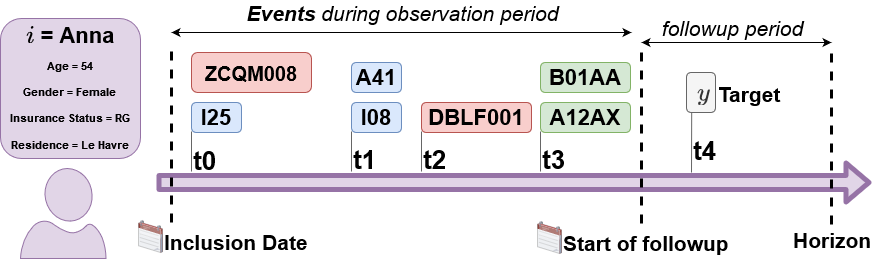 i = Anna
Age = 54
Gender = Female
Insurance Status = RG
Residence = Le Havre
Events during observation period
followup period
ZCQM008
A41
B01AA
y Target
I25
I08
DBLF001
A12AX
t0
t1
t2
t3
t4
Inclusion Date
Start of followup
Horizon